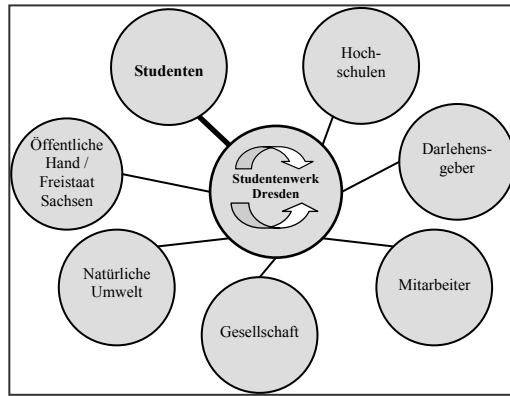 Studenten
Hoch-
schulen
Öffentliche
Hand /
Freistaat
Sachsen
Studentenwerk
Dresden
Darlehens-
geber
Natürliche
Umwelt
Mitarbeiter
Gesellschaft